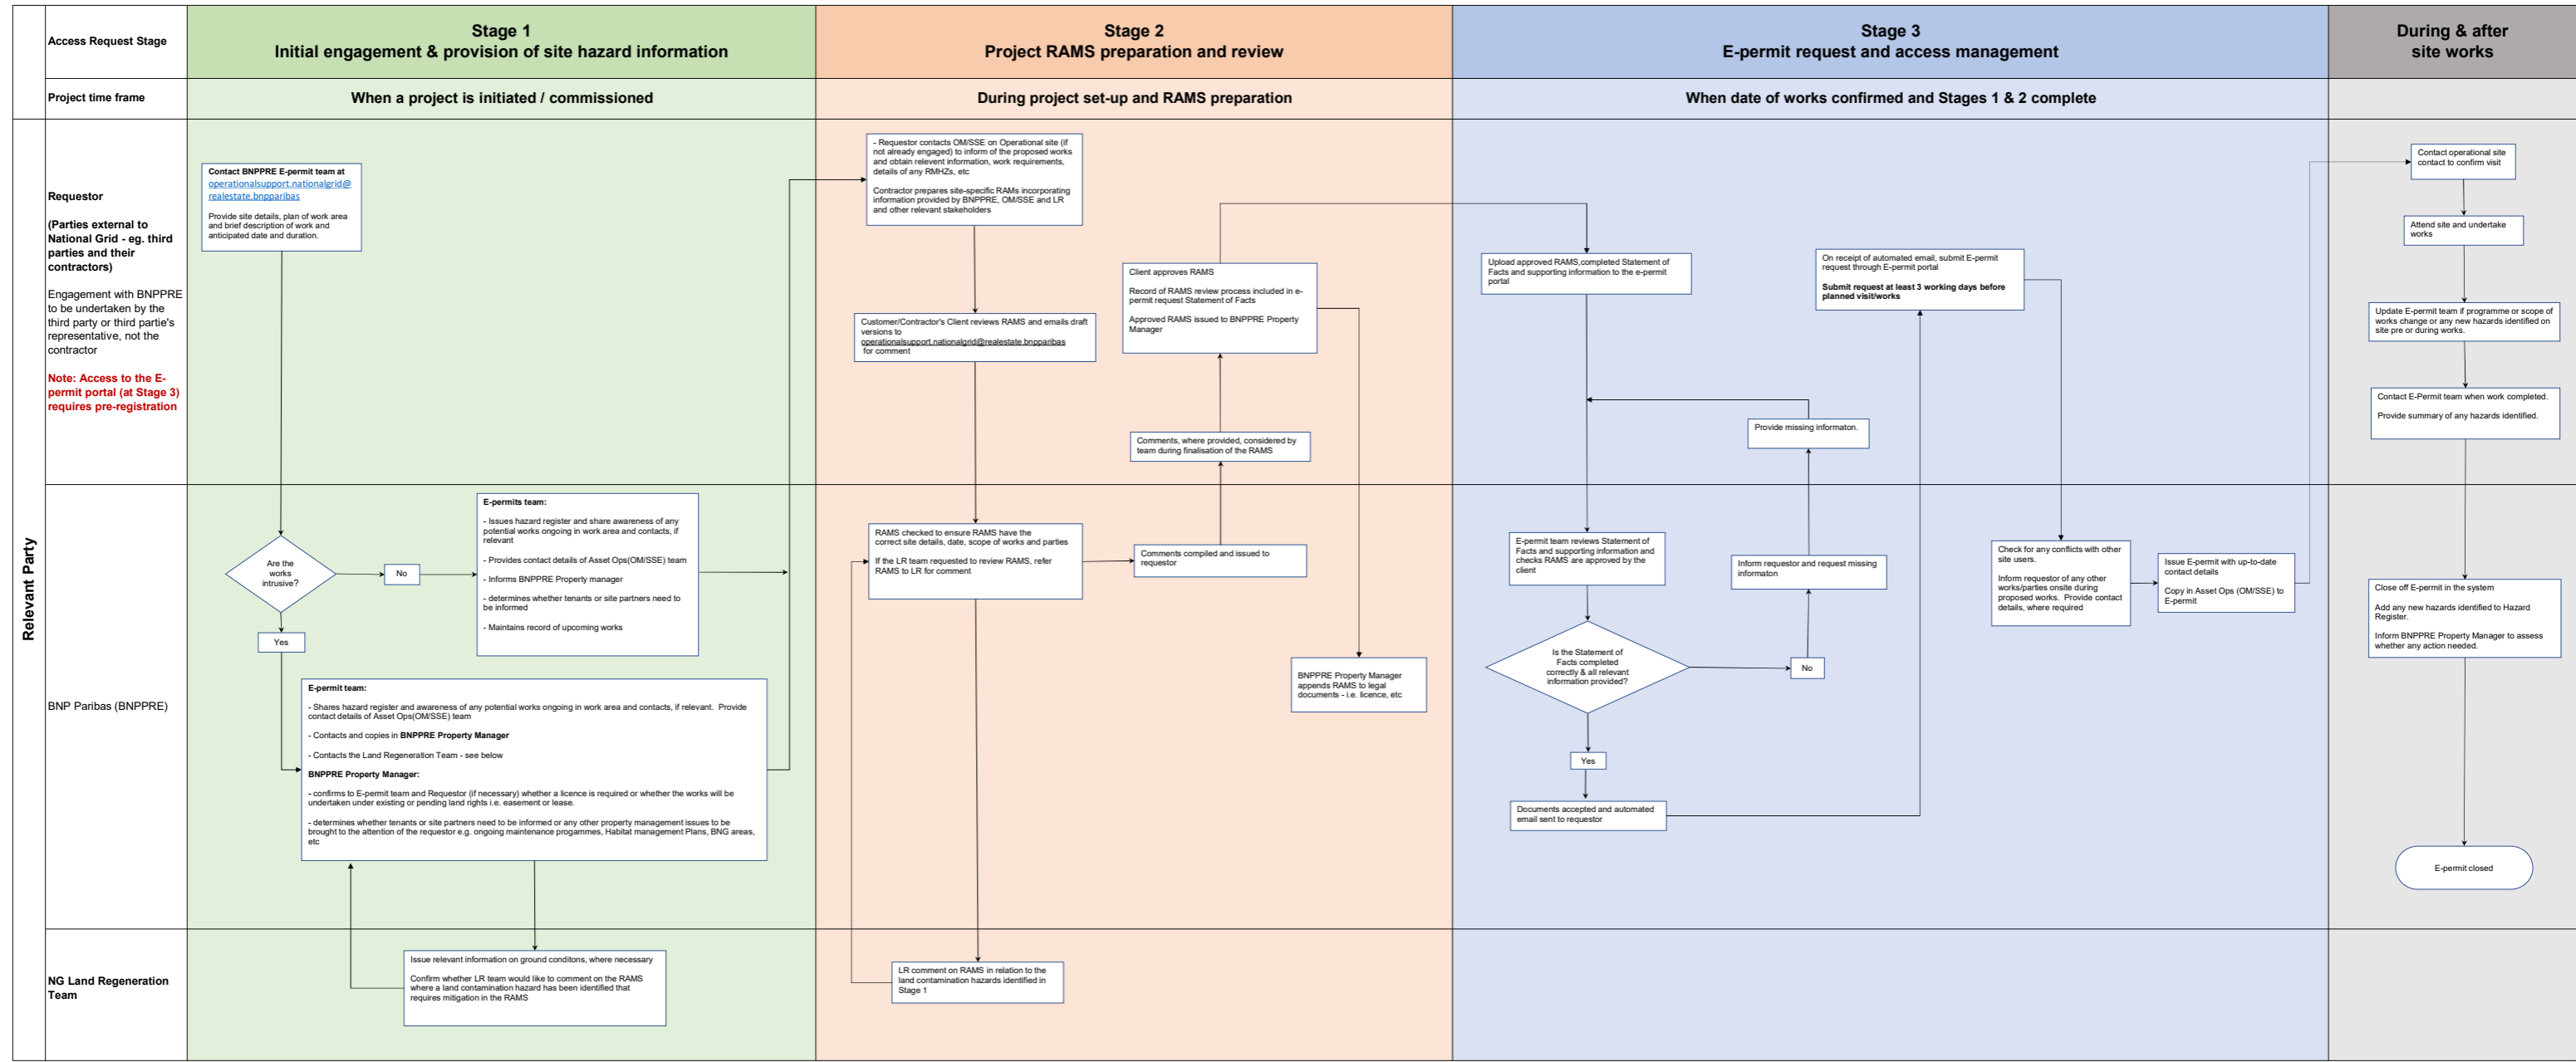 Access Request Stage
Stage 1
Initial engagement & provision of site hazard information
Stage 2
Project RAMS preparation and review
Stage 3
E-permit request and access management
During & after
site works
Project time frame
When a project is initiated / commissioned
During project set-up and RAMS preparation
When date of works confirmed and Stages 1 & 2 complete
Relevant Party
Requestor
(Parties external to
National Grid - eg. third
parties and their
contractors)
Engagement with BNPPRE
to be undertaken by the
third party or third partie's
representative, not the
contractor
Note: Access to the E-
permit portal (at Stage 3)
requires pre-registration
Contact BNPPRE E-permit team at
operationalsupport.nationalgrid@
realestate.bnpparibas
Provide site details, plan of work area
and brief description of work and
anticipated date and duration.
- Requestor contacts OM/SSE on Operational site (if
not already engaged) to inform of the proposed works
and obtain relevent information, work requirements,
details of any RMHZs, etc
Contractor prepares site-specific RAMs incorporating
information provided by BNPPRE, OM/SSE and LR
and other relevant stakeholders
Customer/Contractor's Client reviews RAMS and emails draft
versions to
operationalsupport.nationalgrid@realestate.bnpparibas
for comment
Client approves RAMS
Record of RAMS review process included in e-
permit request Statement of Facts
Approved RAMS issued to BNPPRE Property
Manager
Comments, where provided, considered by
team during finalisation of the RAMS
Upload approved RAMS,completed Statement of
Facts and supporting information to the e-permit
portal
On receipt of automated email, submit E-permit
request through E-permit portal
Submit request at least 3 working days before
planned visit/works
Provide missing informaton.
Contact operational site
contact to confirm visit
Attend site and undertake
works
Update E-permit team if programme or scope of
works change or any new hazards identified on
site pre or during works.
Contact E-Permit team when work completed.
Provide summary of any hazards identified.
BNP Paribas (BNPPRE)
Are the
works
intrusive?
No
Yes
E-permits team:
- Issues hazard register and share awareness of any
potential works ongoing in work area and contacts, if
relevant
- Provides contact details of Asset Ops(OM/SSE) team
- Informs BNPPRE Property manager
- determines whether tenants or site partners need to
be informed
- Maintains record of upcoming works
E-permit team:
- Shares hazard register and awareness of any potential works ongoing in work area and contacts, if relevant.  Provide
contact details of Asset Ops(OM/SSE) team
- Contacts and copies in BNPPRE Property Manager
- Contacts the Land Regeneration Team - see below
BNPPRE Property Manager:
- confirms to E-permit team and Requestor (if necessary) whether a licence is required or whether the works will be
undertaken under existing or pending land rights i.e. easement or lease.
- determines whether tenants or site partners need to be informed or any other property management issues to be
brought to the attention of the requestor e.g. ongoing maintenance progammes, Habitat management Plans, BNG areas,
etc
RAMS checked to ensure RAMS have the
correct site details, date, scope of works and parties
If the LR team requested to review RAMS, refer
RAMS to LR for comment
Comments compiled and issued to
requestor
BNPPRE Property Manager
appends RAMS to legal
documents - i.e. licence, etc
E-permit team reviews Statement of
Facts and supporting information and
checks RAMS are approved by the
client
Is the Statement of
Facts completed
correctly & all relevant
information provided?
No
Yes
Inform requestor and request missing
informaton
Documents accepted and automated
email sent to requestor
Check for any conflicts with other
site users.
Inform requestor of any other
works/parties onsite during
proposed works.  Provide contact
details, where required
Issue E-permit with up-to-date
contact details
Copy in Asset Ops (OM/SSE) to
E-permit
Close off E-permit in the system
Add any new hazards identified to Hazard
Register.
Inform BNPPRE Property Manager to assess
whether any action needed.
E-permit closed
NG Land Regeneration
Team
Issue relevant information on ground conditons, where necessary
Confirm whether LR team would like to comment on the RAMS
where a land contamination hazard has been identified that
requires mitigation in the RAMS
LR comment on RAMS in relation to the
land contamination hazards identified in
Stage 1